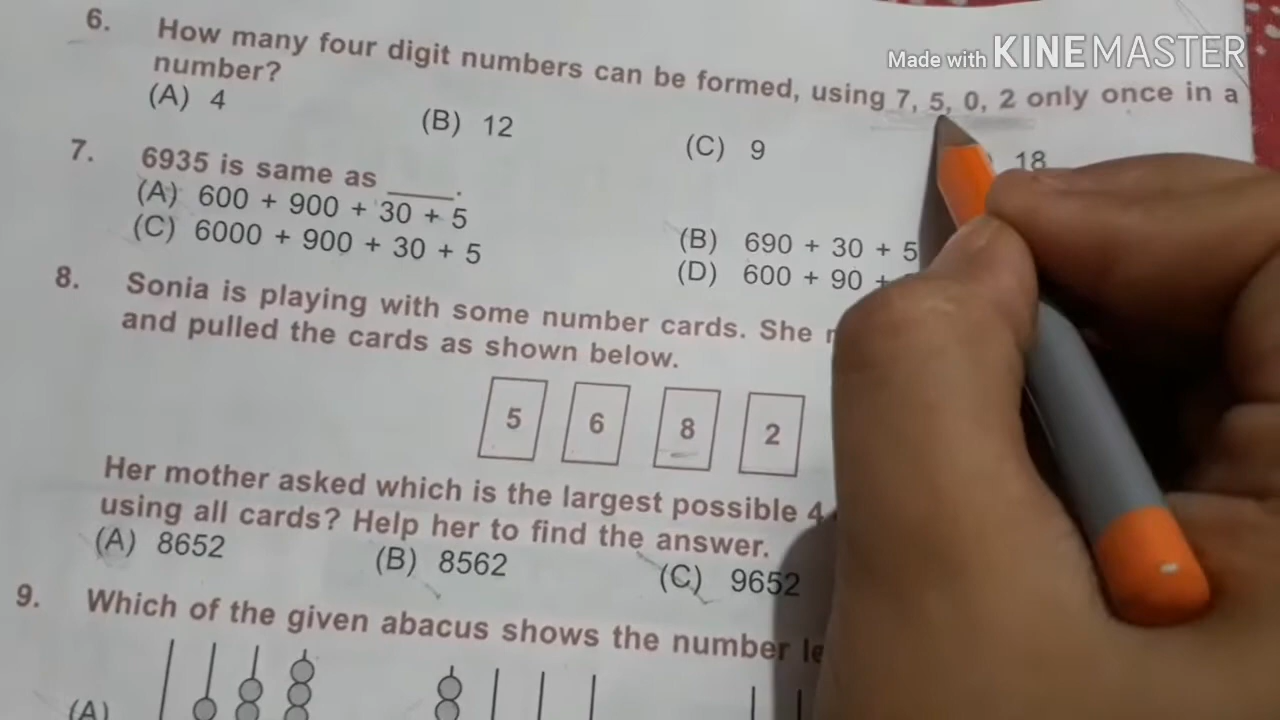 Made with KINEMASTER
6. How many four digit numbers can be formed, using 7, 5, 0, 2 only once in a
number?
(A) 4 (B) 12 (C) 9 18
7. 6935 is same as _____.
(A) 600 + 900 + 30 + 5 (B) 690 + 30 + 5
(C) 6000 + 900 + 30 + 5 (D) 600 + 90 +
8. Sonia is playing with some number cards. She
and pulled the cards as shown below.
5 6 8 2
Her mother asked which is the largest possible 4
using all cards? Help her to find the answer.
(A) 8652 (B) 8562 (C) 9652
9. Which of the given abacus shows the number
(A)